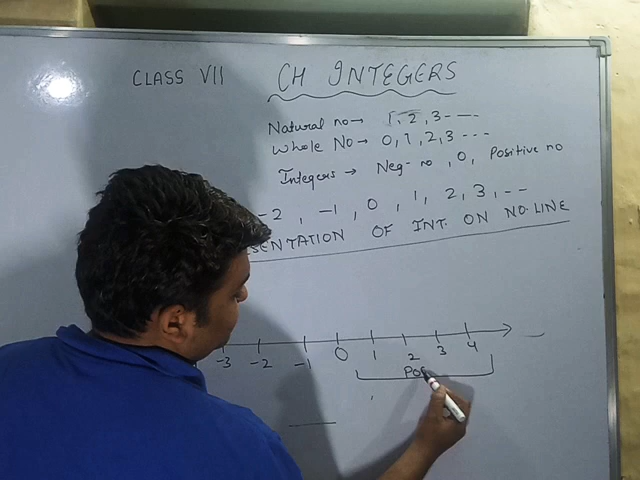 CLASS VII CH INTEGERS
Natural no → 1, 2, 3 - - -
Whole No → 0, 1, 2, 3 - - -
Integers → Neg- no , 0, Positive no
-2 , -1 , 0 , 1 , 2 , 3 , - -
SENTATION OF INT. ON NO. LINE
-3 -2 -1 0 1 2 3 4
Pos